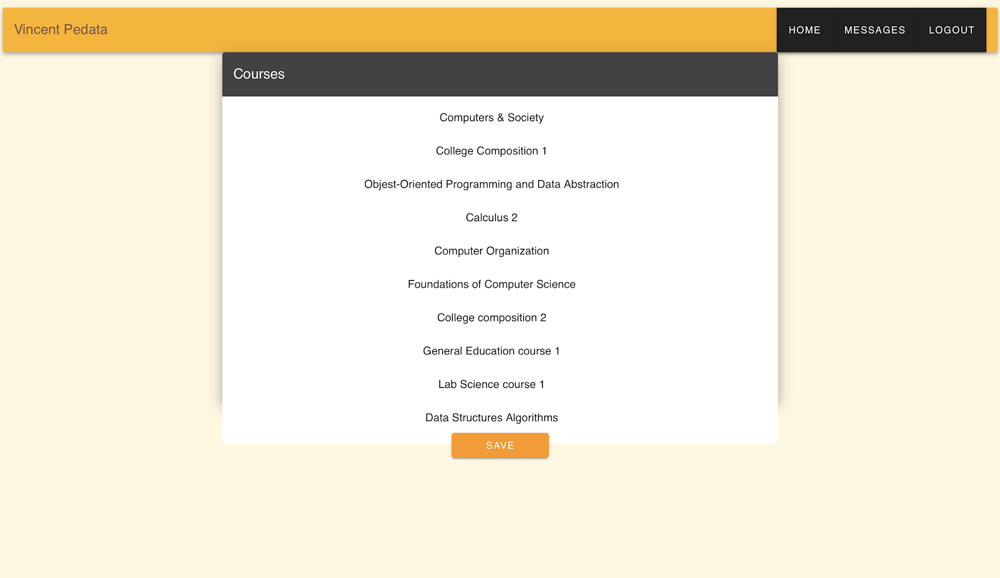 Vincent Pedata
HOME MESSAGES LOGOUT
Courses
Computers & Society
College Composition 1
Objest-Oriented Programming and Data Abstraction
Calculus 2
Computer Organization
Foundations of Computer Science
College composition 2
General Education course 1
Lab Science course 1
Data Structures Algorithms
SAVE